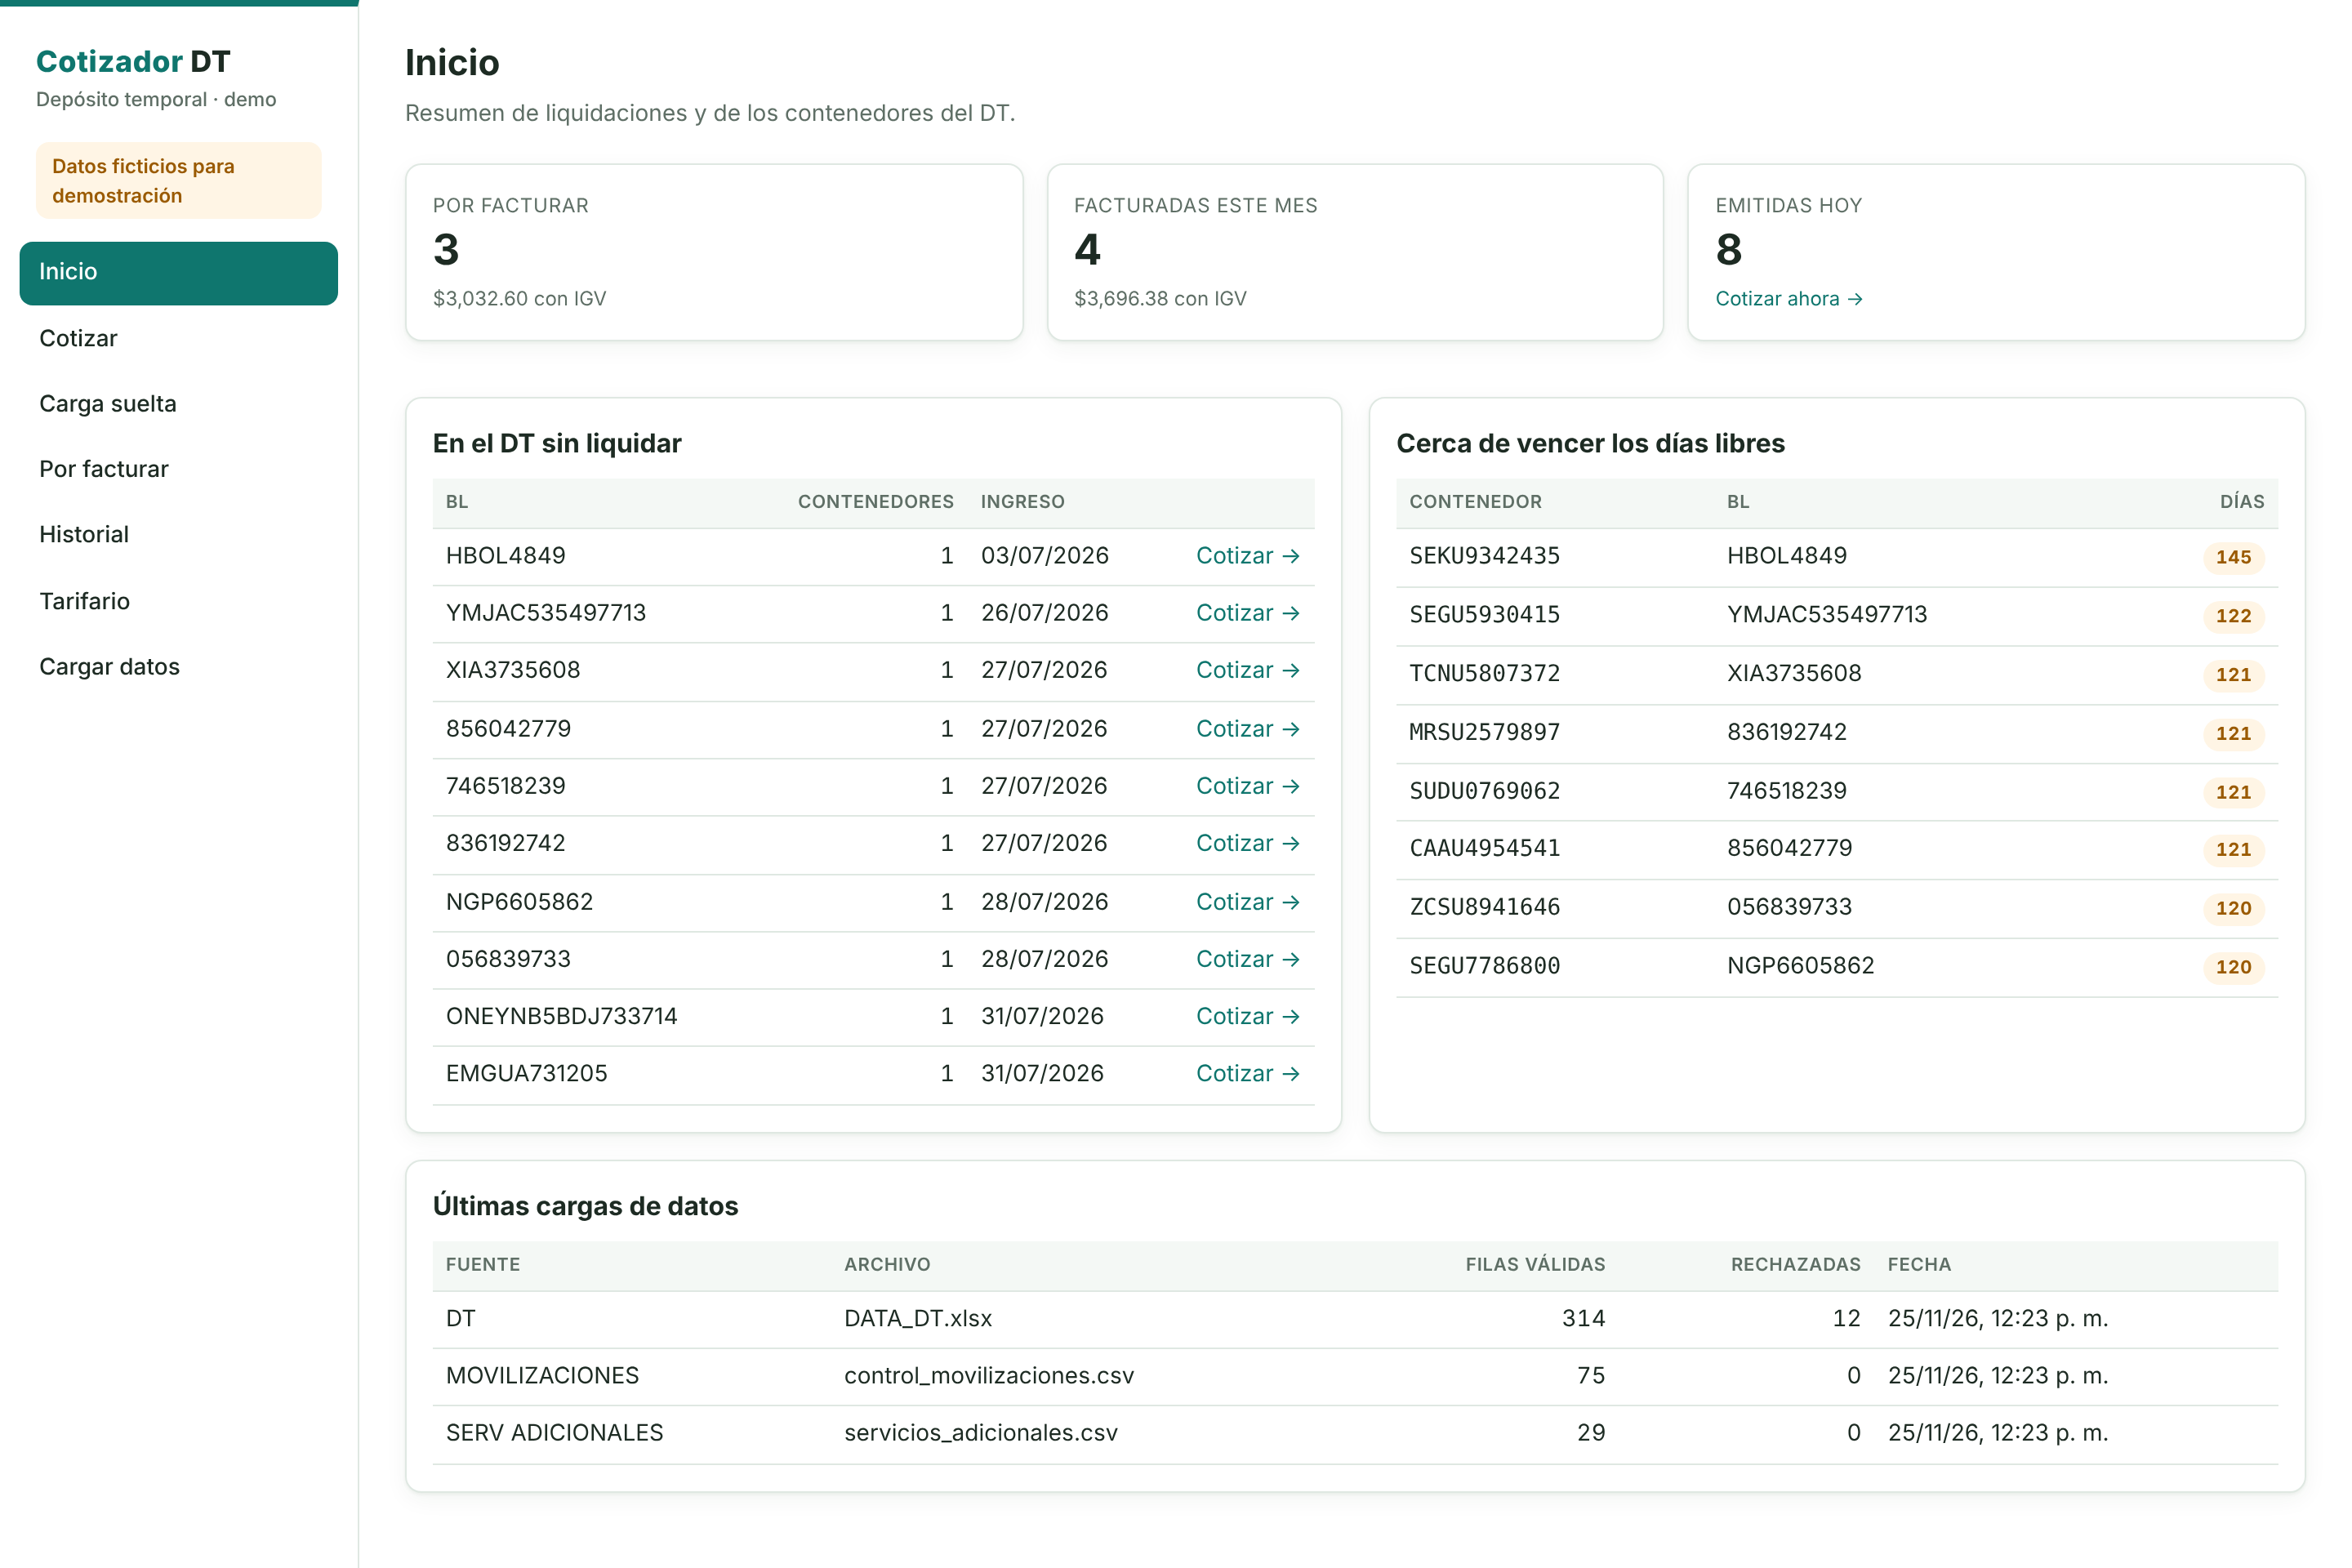 Cotizador DT
Depósito temporal · demo
Datos ficticios para
demostración
Inicio
Cotizar
Carga suelta
Por facturar
Historial
Tarifario
Cargar datos
Inicio
Resumen de liquidaciones y de los contenedores del DT.
POR FACTURAR
3
$3,032.60 con IGV
FACTURADAS ESTE MES
4
$3,696.38 con IGV
EMITIDAS HOY
8
Cotizar ahora →
En el DT sin liquidar
BL CONTENEDORES INGRESO
HBOL4849 1 03/07/2026 Cotizar →
YMJAC535497713 1 26/07/2026 Cotizar →
XIA3735608 1 27/07/2026 Cotizar →
856042779 1 27/07/2026 Cotizar →
746518239 1 27/07/2026 Cotizar →
836192742 1 27/07/2026 Cotizar →
NGP6605862 1 28/07/2026 Cotizar →
056839733 1 28/07/2026 Cotizar →
ONEYNB5BDJ733714 1 31/07/2026 Cotizar →
EMGUA731205 1 31/07/2026 Cotizar →
Cerca de vencer los días libres
CONTENEDOR BL DÍAS
SEKU9342435 HBOL4849 145
SEGU5930415 YMJAC535497713 122
TCNU5807372 XIA3735608 121
MRSU2579897 836192742 121
SUDU0769062 746518239 121
CAAU4954541 856042779 121
ZCSU8941646 056839733 120
SEGU7786800 NGP6605862 120
Últimas cargas de datos
FUENTE ARCHIVO FILAS VÁLIDAS RECHAZADAS FECHA
DT DATA_DT.xlsx 314 12 25/11/26, 12:23 p. m.
MOVILIZACIONES control_movilizaciones.csv 75 0 25/11/26, 12:23 p. m.
SERV ADICIONALES servicios_adicionales.csv 29 0 25/11/26, 12:23 p. m.